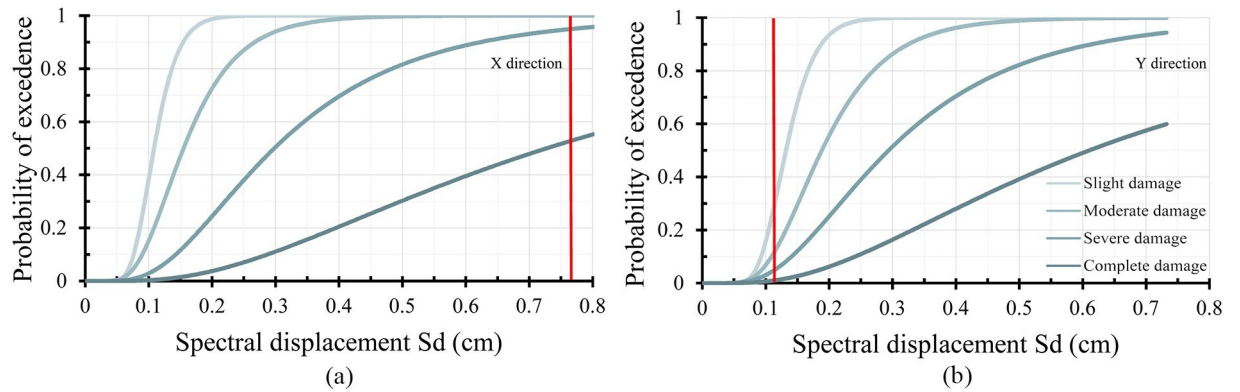 Probability of excedence
1
0.8
0.6
0.4
0.2
0
0 0.1 0.2 0.3 0.4 0.5 0.6 0.7 0.8
X direction
Spectral displacement Sd (cm)
(a)
Probability of excedence
1
0.8
0.6
0.4
0.2
0
0 0.1 0.2 0.3 0.4 0.5 0.6 0.7 0.8
Y direction
Slight damage
Moderate damage
Severe damage
Complete damage
Spectral displacement Sd (cm)
(b)